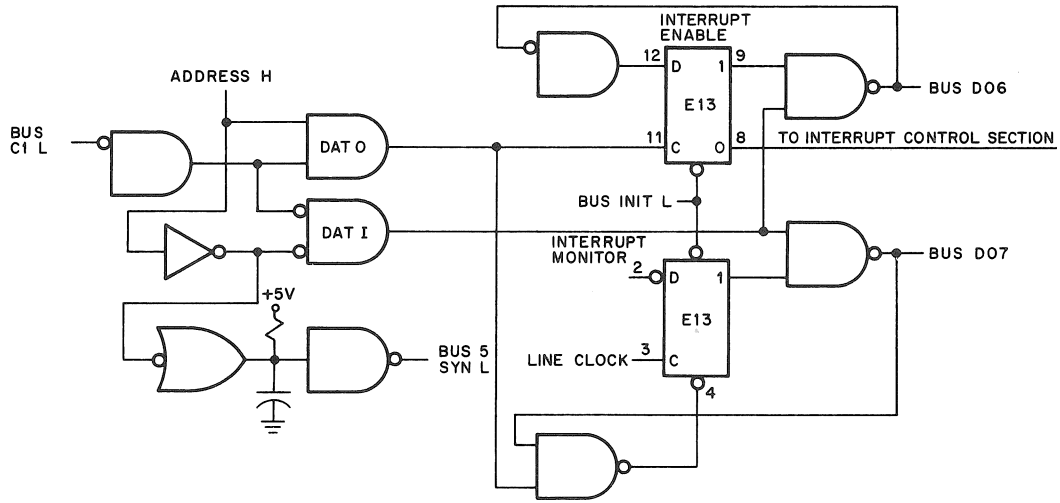 INTERRUPT
ENABLE
ADDRESS H
12
D
1
9
E13
BUS D06
BUS
C1 L
DAT O
11
C
O
8
TO INTERRUPT CONTROL SECTION
BUS INIT L
DAT I
INTERRUPT
MONITOR
2
D
1
BUS D07
+5V
E13
BUS 5
SYN L
LINE CLOCK
3
C
4